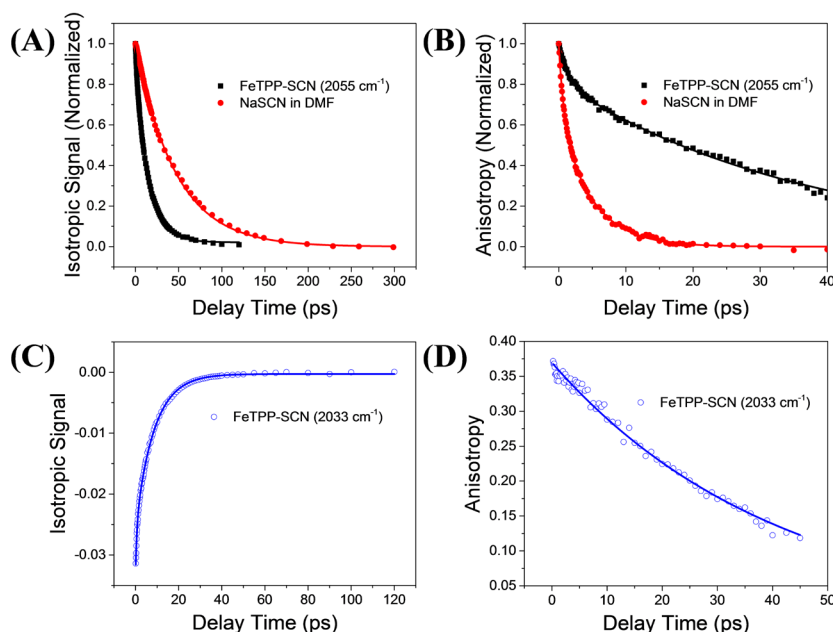 (A)
Isotropic Signal (Normalized)
1.0
0.8
0.6
0.4
0.2
0.0
FeTPP-SCN (2055 cm⁻¹)
NaSCN in DMF
0 50 100 150 200 250 300
Delay Time (ps)
(B)
Anisotropy (Normalized)
1.0
0.8
0.6
0.4
0.2
0.0
FeTPP-SCN (2055 cm⁻¹)
NaSCN in DMF
0 10 20 30 40
Delay Time (ps)
(C)
Isotropic Signal
0.00
-0.01
-0.02
-0.03
FeTPP-SCN (2033 cm⁻¹)
0 20 40 60 80 100 120
Delay Time (ps)
(D)
Anisotropy
0.40
0.35
0.30
0.25
0.20
0.15
0.10
0.05
FeTPP-SCN (2033 cm⁻¹)
0 10 20 30 40 50
Delay Time (ps)